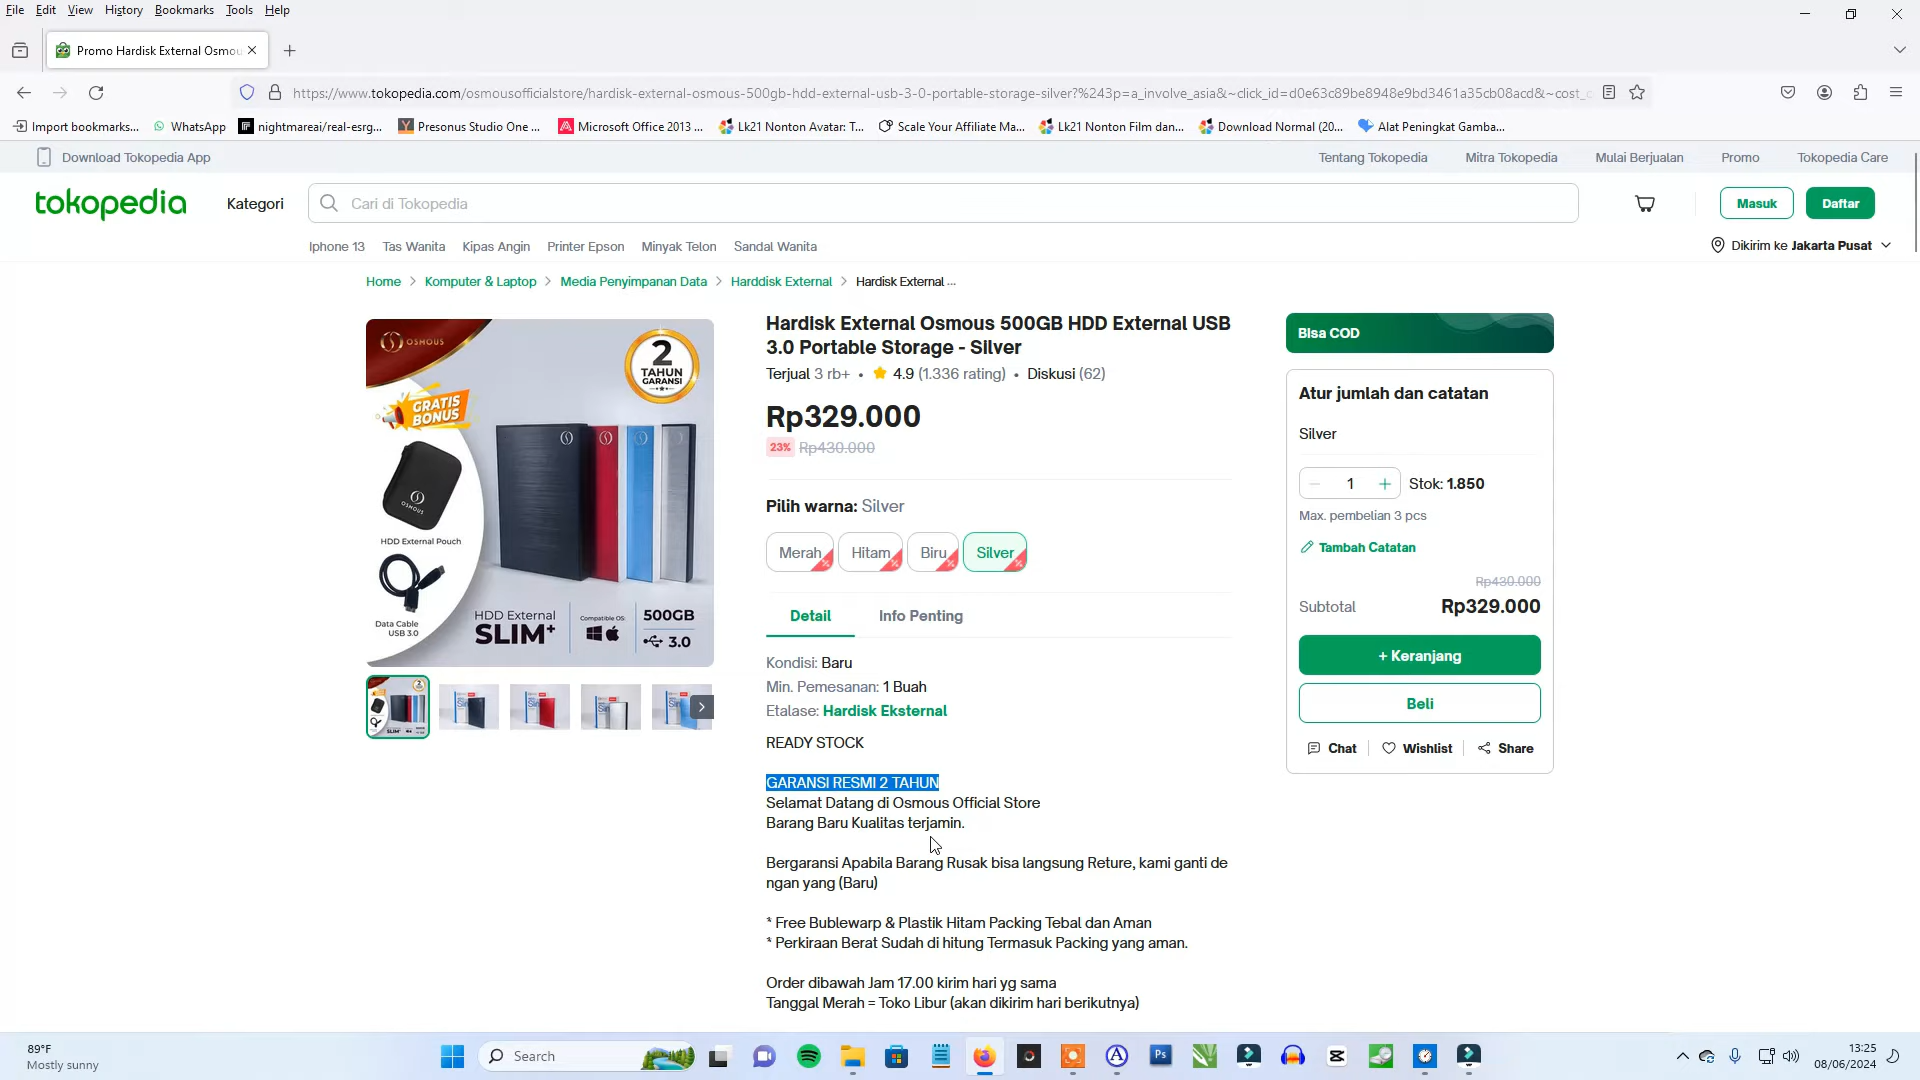 File Edit View History Bookmarks Tools Help
Promo Hardisk External Osmou
https://www.tokopedia.com/osmousofficialstore/hardisk-external-osmous-500gb-hdd-external-usb-3-0-portable-storage-silver?%243p=a_involve_asia&~click_id=d0e63c89be8948e9bd3461a35cb08acd&~cost_c
Import bookmarks... WhatsApp nightmareai/real-esrg... Presonus Studio One ... Microsoft Office 2013 ... Lk21 Nonton Avatar: T... Scale Your Affiliate Ma... Lk21 Nonton Film dan... Download Normal (20... Alat Peningkat Gamba...
Download Tokopedia App Tentang Tokopedia Mitra Tokopedia Mulai Berjualan Promo Tokopedia Care
tokopedia Kategori Cari di Tokopedia Masuk Daftar
Iphone 13 Tas Wanita Kipas Angin Printer Epson Minyak Telon Sandal Wanita Dikirim ke Jakarta Pusat
Home > Komputer & Laptop > Media Penyimpanan Data > Harddisk External > Hardisk External ...
OSMOUS
2
TAHUN
GARANSI
GRATIS
BONUS
OSMOUS
HDD External Pouch
Data Cable
USB 3.0
HDD External
SLIM+
Compatible OS:
500GB
3.0
Hardisk External Osmous 500GB HDD External USB
3.0 Portable Storage - Silver
Terjual 3 rb+ • 4.9 (1.336 rating) • Diskusi (62)
Rp329.000
23% Rp430.000
Pilih warna: Silver
Merah Hitam Biru Silver
Detail Info Penting
Kondisi: Baru
Min. Pemesanan: 1 Buah
Etalase: Hardisk Eksternal
READY STOCK
GARANSI RESMI 2 TAHUN
Selamat Datang di Osmous Official Store
Barang Baru Kualitas terjamin.
Bergaransi Apabila Barang Rusak bisa langsung Reture, kami ganti de
ngan yang (Baru)
* Free Bublewarp & Plastik Hitam Packing Tebal dan Aman
* Perkiraan Berat Sudah di hitung Termasuk Packing yang aman.
Order dibawah Jam 17.00 kirim hari yg sama
Tanggal Merah = Toko Libur (akan dikirim hari berikutnya)
Bisa COD
Atur jumlah dan catatan
Silver
1 Stok: 1.850
Max. pembelian 3 pcs
Tambah Catatan
Rp430.000
Subtotal Rp329.000
+ Keranjang
Beli
Chat Wishlist Share
89°F
Mostly sunny
Search
Ps
13:25
08/06/2024